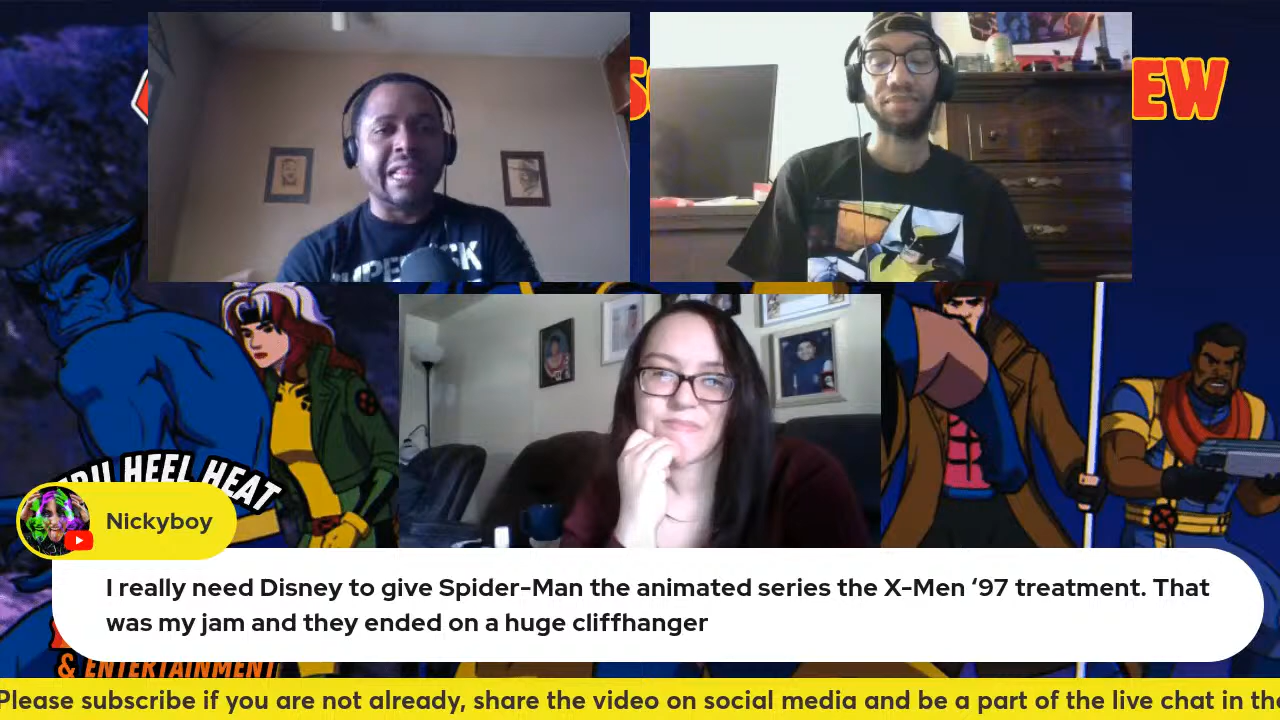 EW
Nickyboy
I really need Disney to give Spider-Man the animated series the X-Men ‘97 treatment. That
was my jam and they ended on a huge cliffhanger
HEEL HEAT
& ENTERTAINMENT
Please subscribe if you are not already, share the video on social media and be a part of the live chat in the